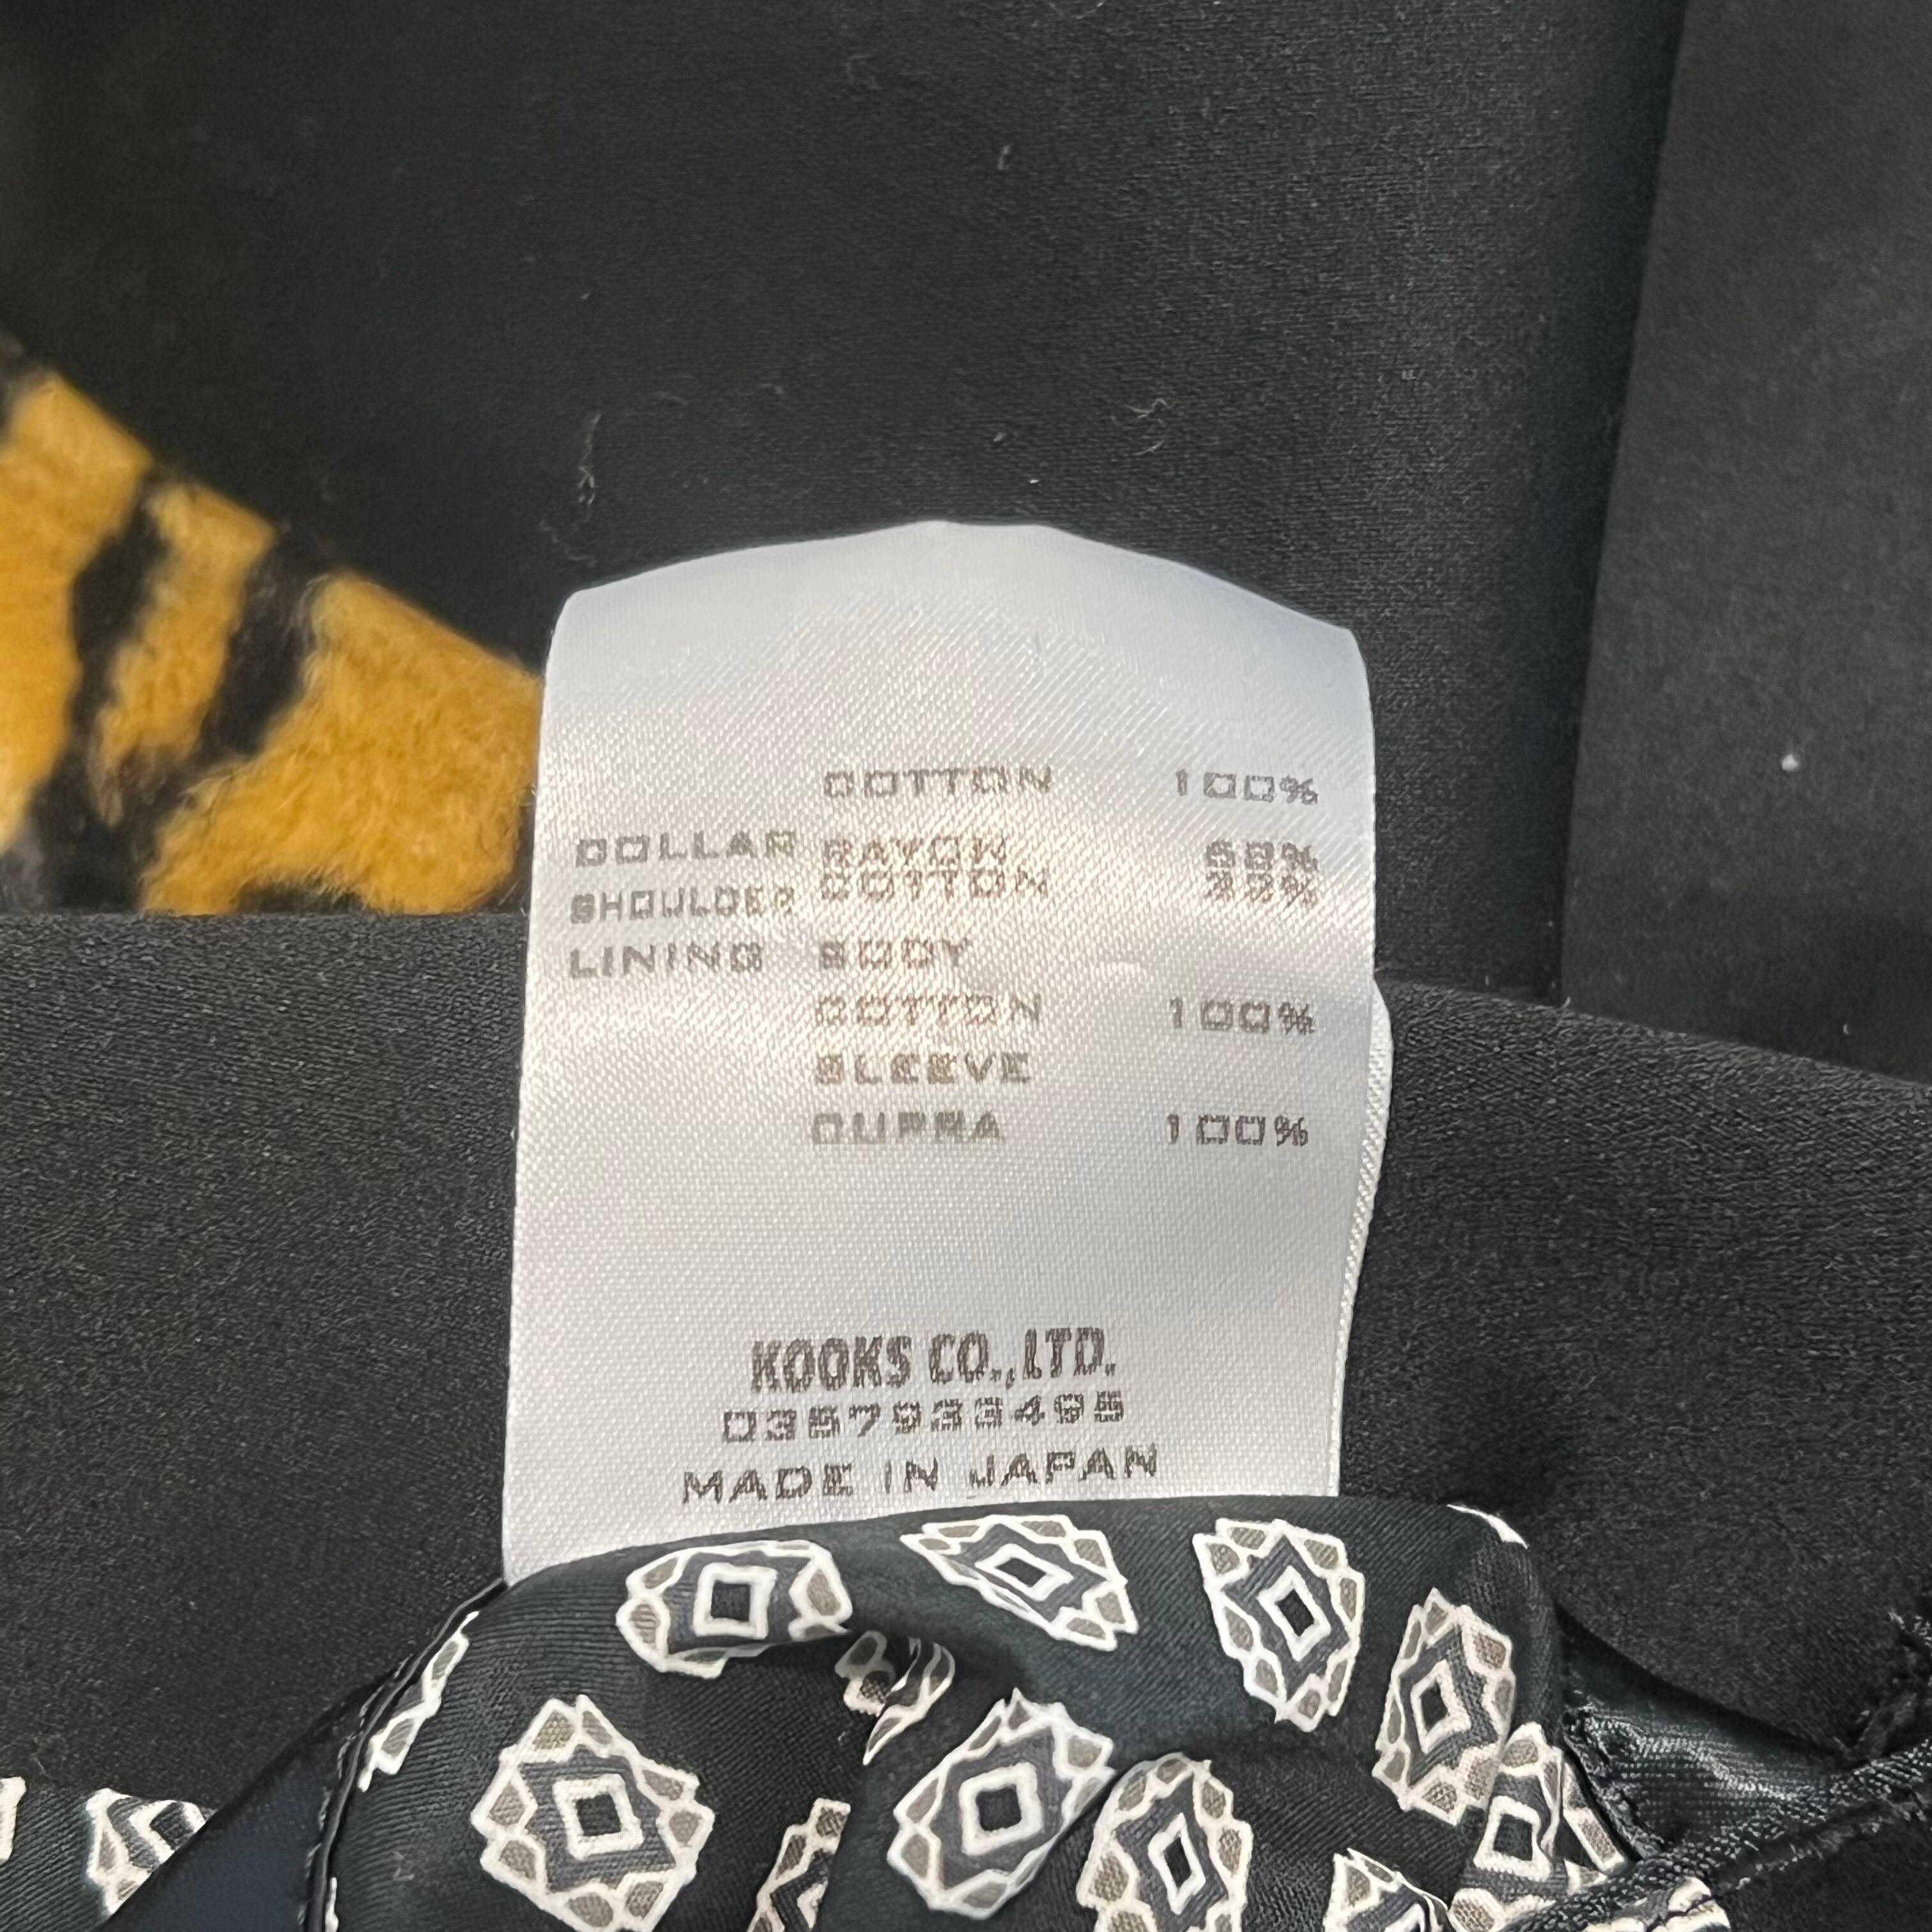 COTTON 100%
COLLAR RAYON 68%
SHOULDER COTTON 32%
LINING BODY
COTTON 100%
SLEEVE
CUPRA 100%
KOOKS CO.,LTD.
0357933495
MADE IN JAPAN